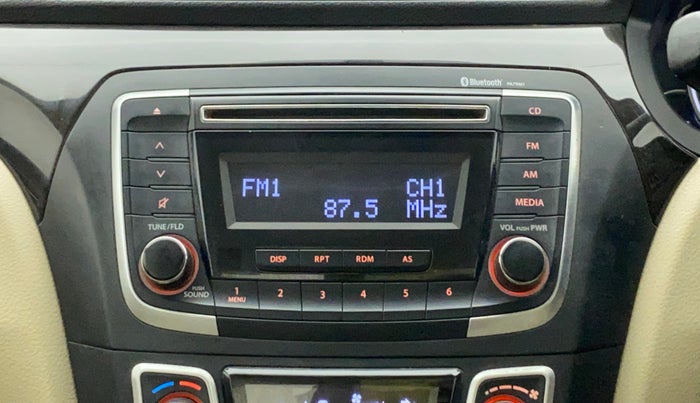 Bluetooth
CD
FM
AM
MEDIA
FM1 CH1
87.5 MHz
TUNE/FLD
VOL PUSH PWR
DISP RPT RDM AS
PUSH
SOUND
1 2 3 4 5 6
MENU